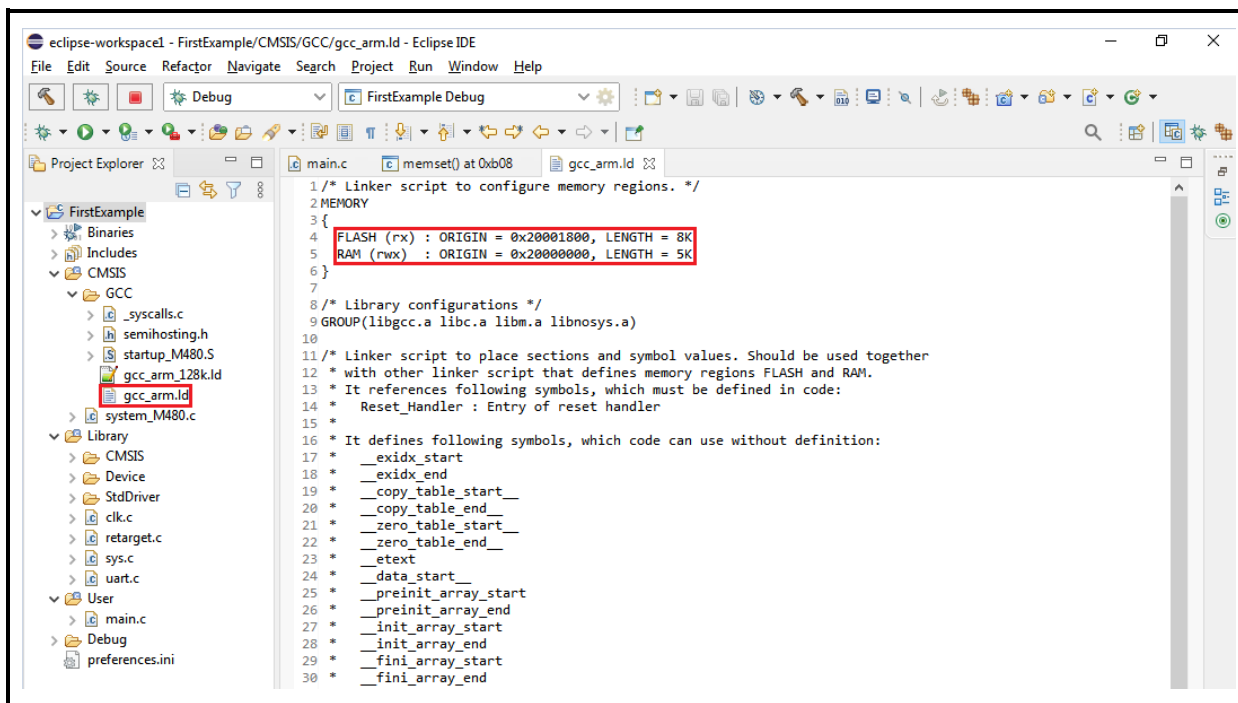 eclipse-workspace1 - FirstExample/CMSIS/GCC/gcc_arm.ld - Eclipse IDE
File Edit Source Refactor Navigate Search Project Run Window Help
Debug FirstExample Debug
Project Explorer
main.c memset() at 0xb08 gcc_arm.ld
FirstExample
Binaries
Includes
CMSIS
GCC
_syscalls.c
semihosting.h
startup_M480.S
gcc_arm_128k.ld
gcc_arm.ld
system_M480.c
Library
CMSIS
Device
StdDriver
clk.c
retarget.c
sys.c
uart.c
User
main.c
Debug
preferences.ini
1 /* Linker script to configure memory regions. */
2 MEMORY
3 {
4   FLASH (rx) : ORIGIN = 0x20001800, LENGTH = 8K
5   RAM (rwx)  : ORIGIN = 0x20000000, LENGTH = 5K
6 }
7
8 /* Library configurations */
9 GROUP(libgcc.a libc.a libm.a libnosys.a)
10
11 /* Linker script to place sections and symbol values. Should be used together
12  * with other linker script that defines memory regions FLASH and RAM.
13  * It references following symbols, which must be defined in code:
14  *   Reset_Handler : Entry of reset handler
15  *
16  * It defines following symbols, which code can use without definition:
17  *   __exidx_start
18  *   __exidx_end
19  *   __copy_table_start__
20  *   __copy_table_end__
21  *   __zero_table_start__
22  *   __zero_table_end__
23  *   __etext
24  *   __data_start__
25  *   __preinit_array_start
26  *   __preinit_array_end
27  *   __init_array_start
28  *   __init_array_end
29  *   __fini_array_start
30  *   __fini_array_end